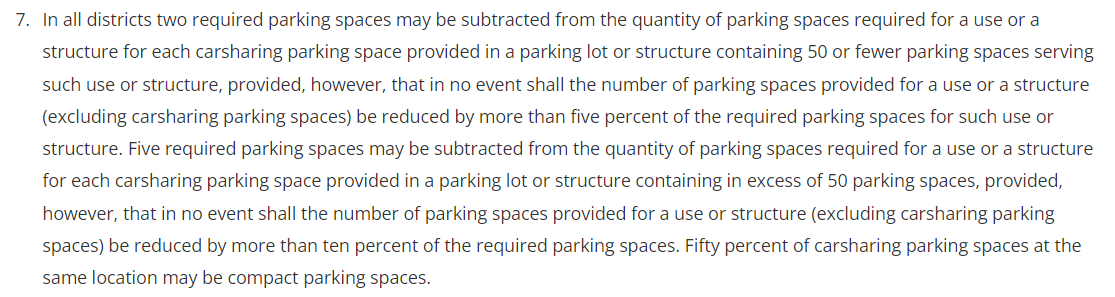 7. In all districts two required parking spaces may be subtracted from the quantity of parking spaces required for a use or a
structure for each carsharing parking space provided in a parking lot or structure containing 50 or fewer parking spaces serving
such use or structure, provided, however, that in no event shall the number of parking spaces provided for a use or a structure
(excluding carsharing parking spaces) be reduced by more than five percent of the required parking spaces for such use or
structure. Five required parking spaces may be subtracted from the quantity of parking spaces required for a use or a structure
for each carsharing parking space provided in a parking lot or structure containing in excess of 50 parking spaces, provided,
however, that in no event shall the number of parking spaces provided for a use or structure (excluding carsharing parking
spaces) be reduced by more than ten percent of the required parking spaces. Fifty percent of carsharing parking spaces at the
same location may be compact parking spaces.